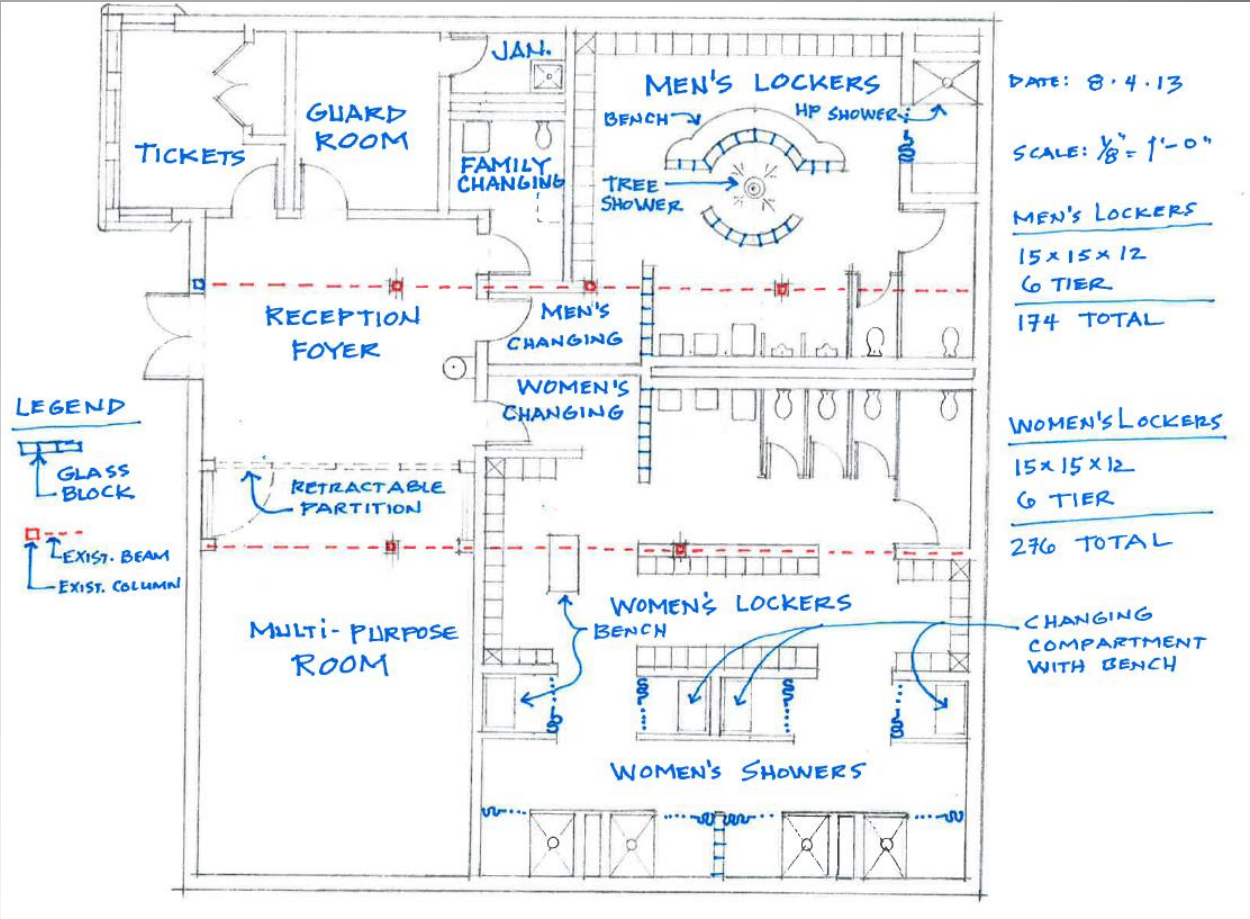 JAN.
MEN'S LOCKERS
DATE: 8·4·13
GUARD
ROOM
BENCH
HP SHOWER
TICKETS
SCALE: 1/8" = 1'-0"
FAMILY
CHANGING
TREE
SHOWER
MEN'S LOCKERS
15 x 15 x 12
6 TIER
174 TOTAL
RECEPTION
FOYER
MEN'S
CHANGING
WOMEN'S
CHANGING
LEGEND
GLASS
BLOCK
EXIST. BEAM
EXIST. COLUMN
RETRACTABLE
PARTITION
WOMEN'S LOCKERS
15 x 15 x 12
6 TIER
276 TOTAL
MULTI-PURPOSE
ROOM
WOMEN'S LOCKERS
BENCH
CHANGING
COMPARTMENT
WITH BENCH
WOMEN'S SHOWERS